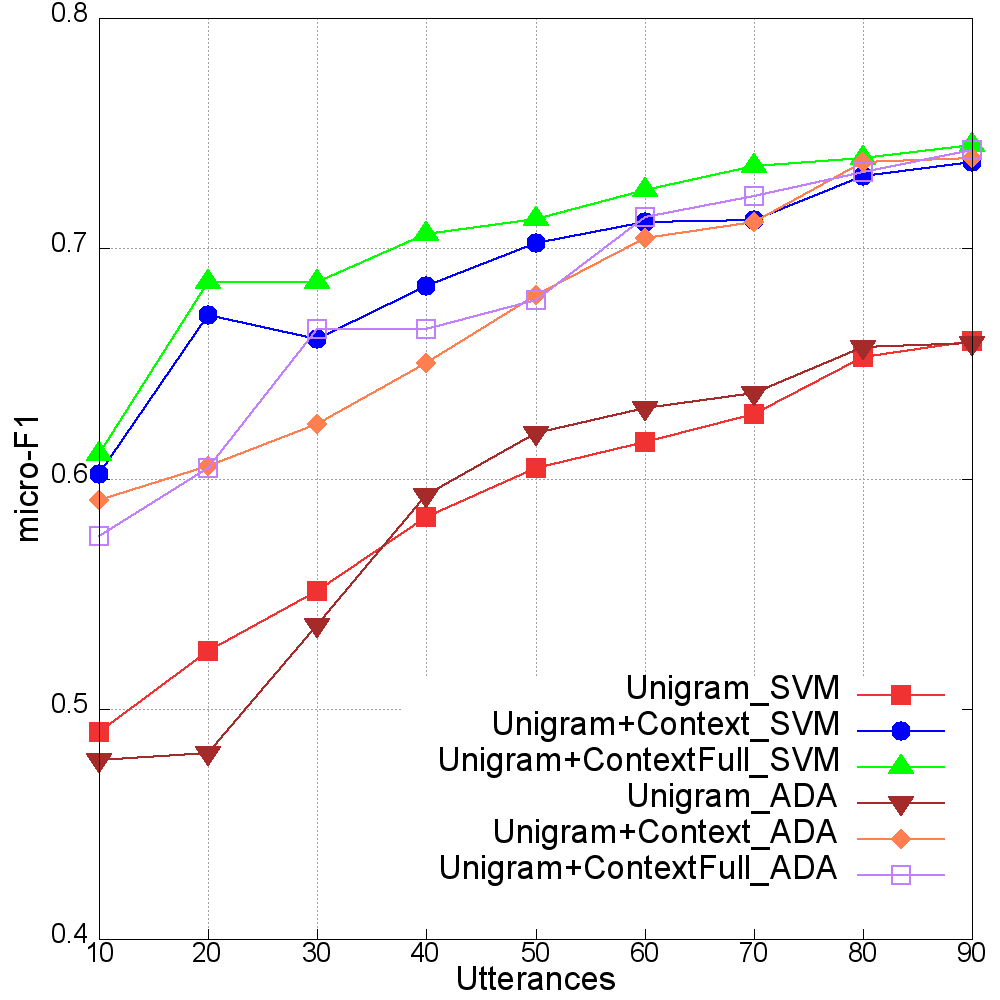 0.8
0.7
0.6
0.5
0.4
micro-F1
Unigram_SVM
Unigram+Context_SVM
Unigram+ContextFull_SVM
Unigram_ADA
Unigram+Context_ADA
Unigram+ContextFull_ADA
10 20 30 40 50 60 70 80 90
Utterances